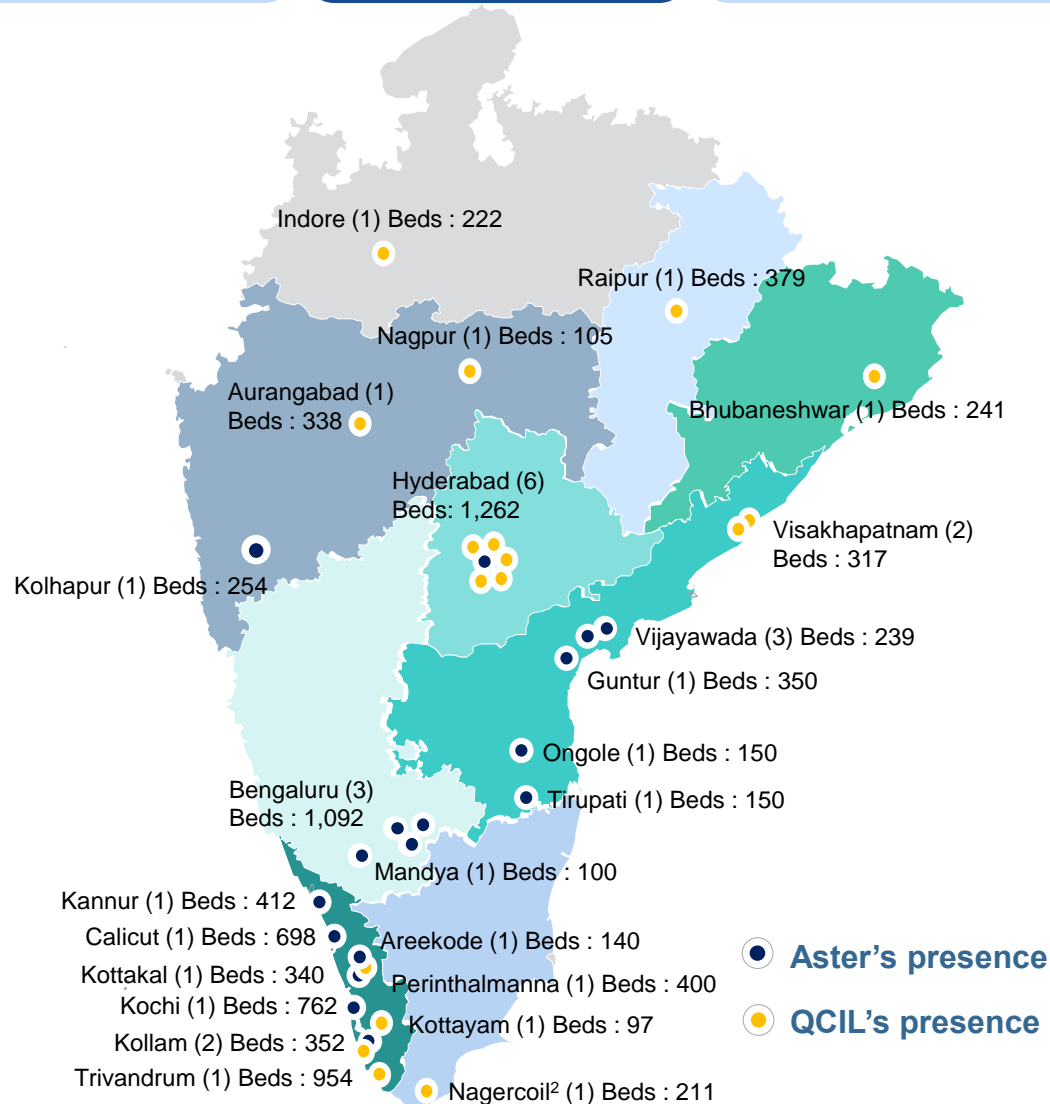 Indore (1) Beds : 222
Raipur (1) Beds : 379
Nagpur (1) Beds : 105
Aurangabad (1)
Beds : 338
Bhubaneshwar (1) Beds : 241
Hyderabad (6)
Beds: 1,262
Visakhapatnam (2)
Beds : 317
Kolhapur (1) Beds : 254
Vijayawada (3) Beds : 239
Guntur (1) Beds : 350
Ongole (1) Beds : 150
Bengaluru (3)
Beds : 1,092
Tirupati (1) Beds : 150
Mandya (1) Beds : 100
Kannur (1) Beds : 412
Calicut (1) Beds : 698
Areekode (1) Beds : 140
Kottakal (1) Beds : 340
Perinthalmanna (1) Beds : 400
Kochi (1) Beds : 762
Kottayam (1) Beds : 97
Kollam (2) Beds : 352
Trivandrum (1) Beds : 954
Nagercoil² (1) Beds : 211
Aster’s presence
QCIL’s presence